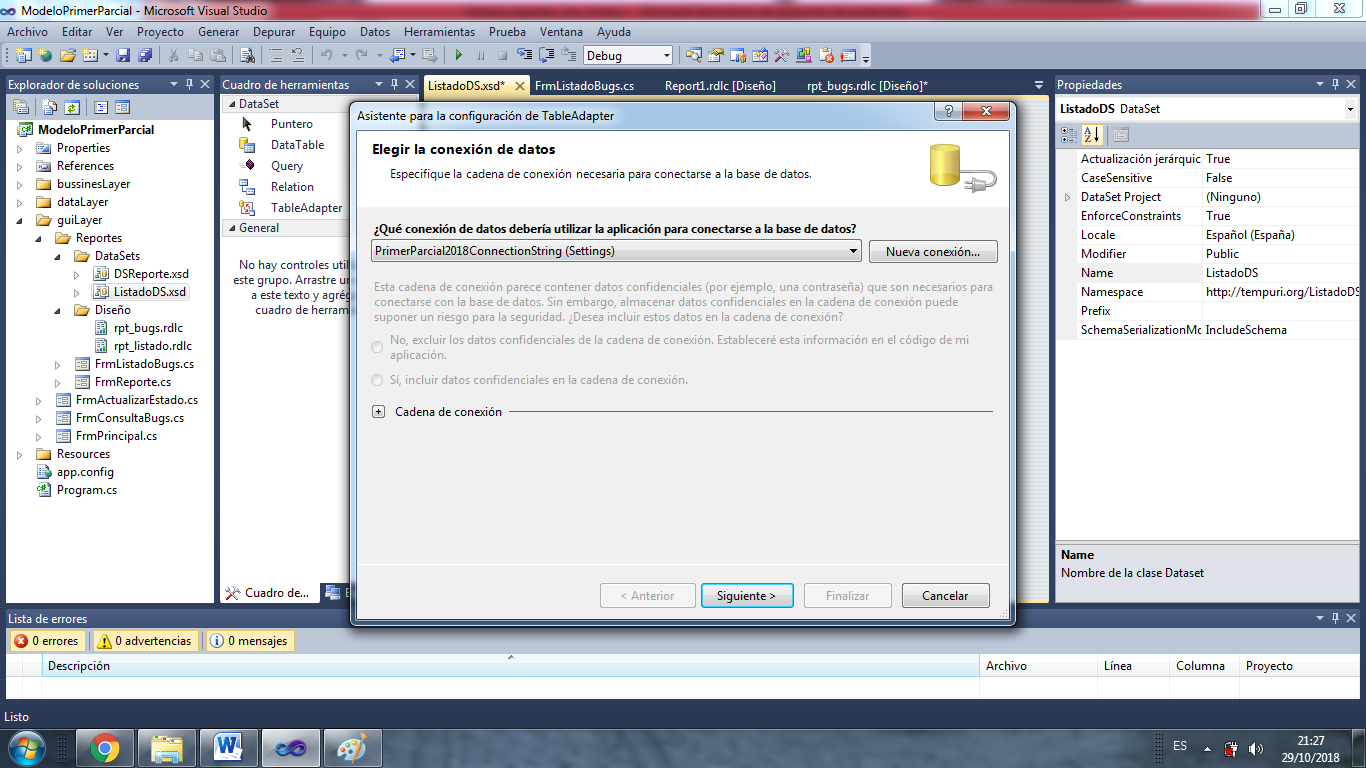 ModeloPrimerParcial - Microsoft Visual Studio
Archivo Editar Ver Proyecto Generar Depurar Equipo Datos Herramientas Prueba Ventana Ayuda
Debug
Explorador de soluciones
ModeloPrimerParcial
Properties
References
bussinesLayer
dataLayer
guiLayer
Reportes
DataSets
DSReporte.xsd
ListadoDS.xsd
Diseño
rpt_bugs.rdlc
rpt_listado.rdlc
FrmListadoBugs.cs
FrmReporte.cs
FrmActualizarEstado.cs
FrmConsultaBugs.cs
FrmPrincipal.cs
Resources
app.config
Program.cs
Cuadro de herramientas
DataSet
Puntero
DataTable
Query
Relation
TableAdapter
General
No hay controles util
este grupo. Arrastre un
a este texto y agrég
cuadro de herram
Cuadro de...
ListadoDS.xsd* FrmListadoBugs.cs Report1.rdlc [Diseño] rpt_bugs.rdlc [Diseño]*
Asistente para la configuración de TableAdapter
Elegir la conexión de datos
Especifique la cadena de conexión necesaria para conectarse a la base de datos.
¿Qué conexión de datos debería utilizar la aplicación para conectarse a la base de datos?
PrimerParcial2018ConnectionString (Settings) Nueva conexión...
Esta cadena de conexión parece contener datos confidenciales (por ejemplo, una contraseña) que son necesarios para
conectarse con la base de datos. Sin embargo, almacenar datos confidenciales en la cadena de conexión puede
suponer un riesgo para la seguridad. ¿Desea incluir estos datos en la cadena de conexión?
No, excluir los datos confidenciales de la cadena de conexión. Estableceré esta información en el código de mi
aplicación.
Sí, incluir datos confidenciales en la cadena de conexión.
Cadena de conexión
< Anterior Siguiente > Finalizar Cancelar
Propiedades
ListadoDS DataSet
Actualización jerárquic True
CaseSensitive False
DataSet Project (Ninguno)
EnforceConstraints True
Locale Español (España)
Modifier Public
Name ListadoDS
Namespace http://tempuri.org/ListadoDS
Prefix
SchemaSerializationMo IncludeSchema
Name
Nombre de la clase Dataset
Lista de errores
0 errores 0 advertencias 0 mensajes
Descripción Archivo Línea Columna Proyecto
Listo
ES 21:27
29/10/2018